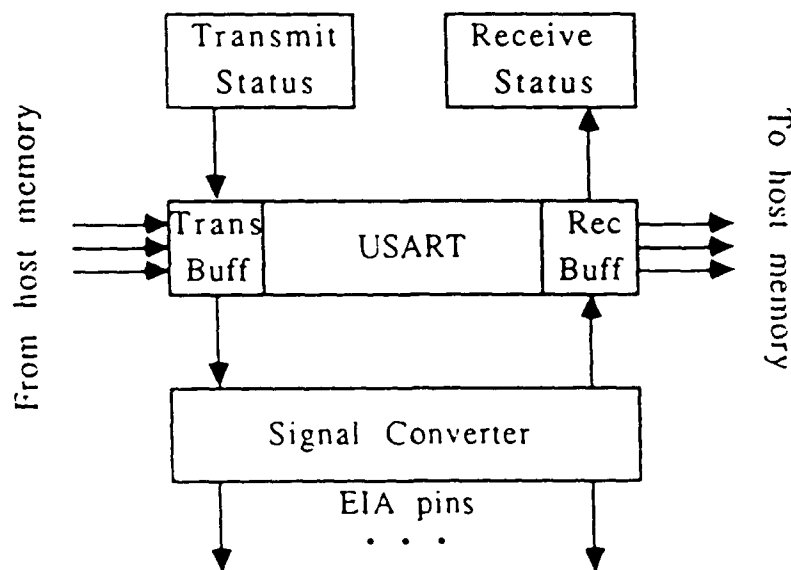 Transmit
Status
Receive
Status
From host memory
Trans
Buff
USART
Rec
Buff
To host memory
Signal Converter
EIA pins
. . .